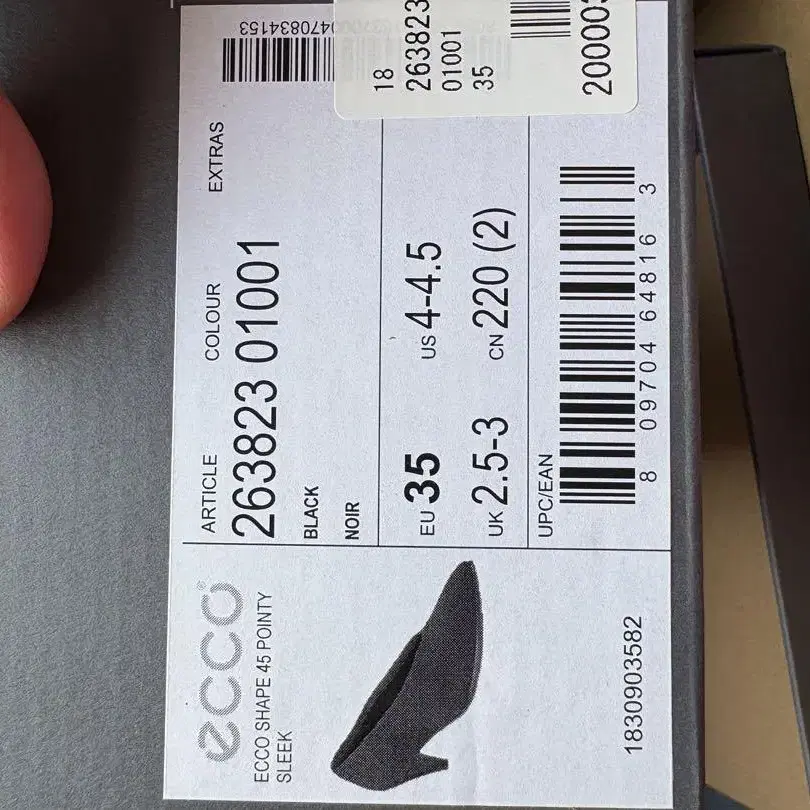 ecco®
ECCO SHAPE 45 POINTY
SLEEK
1830903582
ARTICLE COLOUR EXTRAS
263823 01001
BLACK
NOIR
EU 35 US 4-4.5
UK 2.5-3 CN 220 (2)
UPC/EAN
8 09704 64816 3
18
263823
01001
35